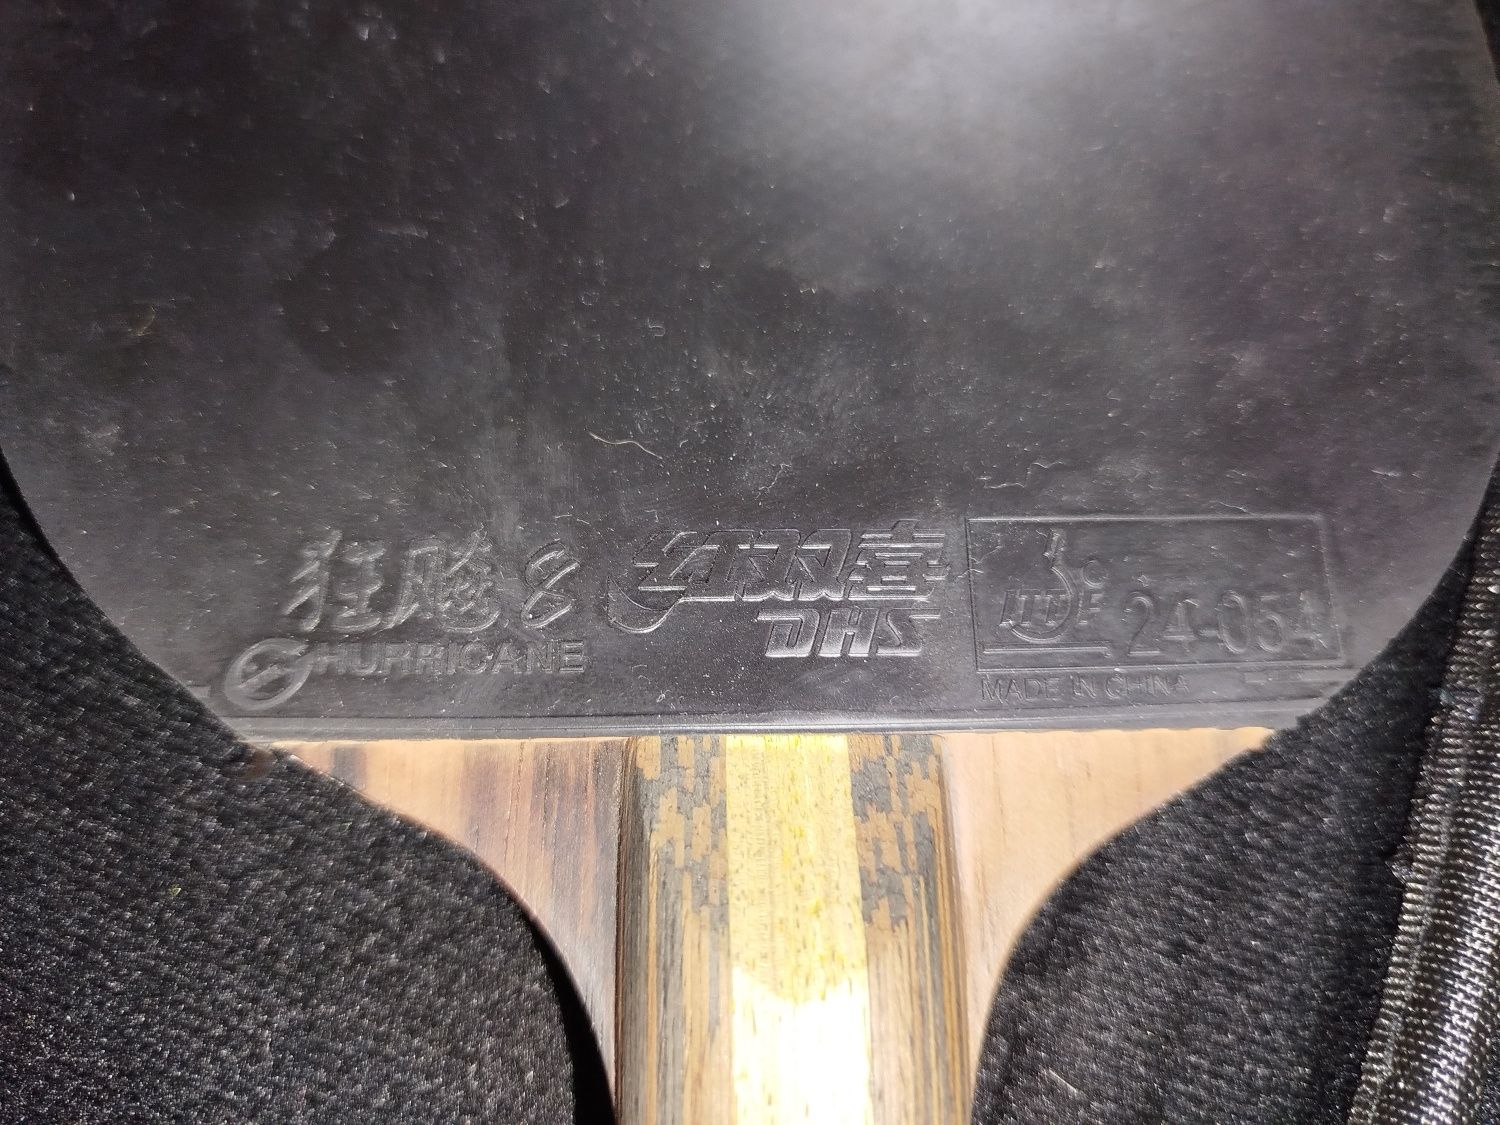 狂飚8
HURRICANE
红双喜
DHS
ITTF
24-054
MADE IN CHINA